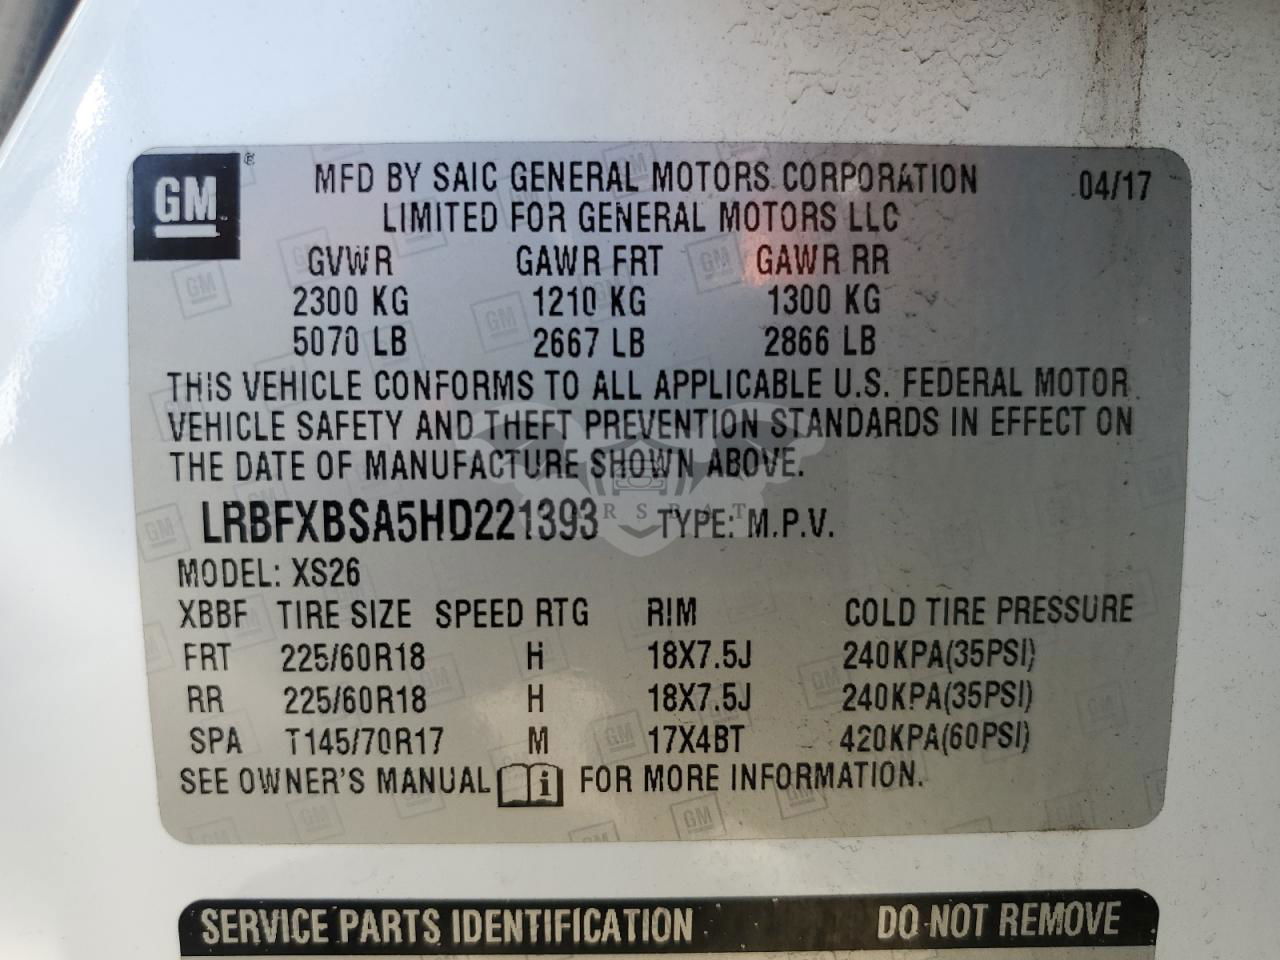 GM
MFD BY SAIC GENERAL MOTORS CORPORATION 04/17
LIMITED FOR GENERAL MOTORS LLC
GVWR GAWR FRT GAWR RR
2300 KG 1210 KG 1300 KG
5070 LB 2667 LB 2866 LB
THIS VEHICLE CONFORMS TO ALL APPLICABLE U.S. FEDERAL MOTOR
VEHICLE SAFETY AND THEFT PREVENTION STANDARDS IN EFFECT ON
THE DATE OF MANUFACTURE SHOWN ABOVE.
LRBFXBSA5HD221393 TYPE: M.P.V.
MODEL: XS26
XBBF TIRE SIZE SPEED RTG RIM COLD TIRE PRESSURE
FRT 225/60R18 H 18X7.5J 240KPA(35PSI)
RR 225/60R18 H 18X7.5J 240KPA(35PSI)
SPA T145/70R17 M 17X4BT 420KPA(60PSI)
SEE OWNER'S MANUAL i FOR MORE INFORMATION.
SERVICE PARTS IDENTIFICATION DO NOT REMOVE